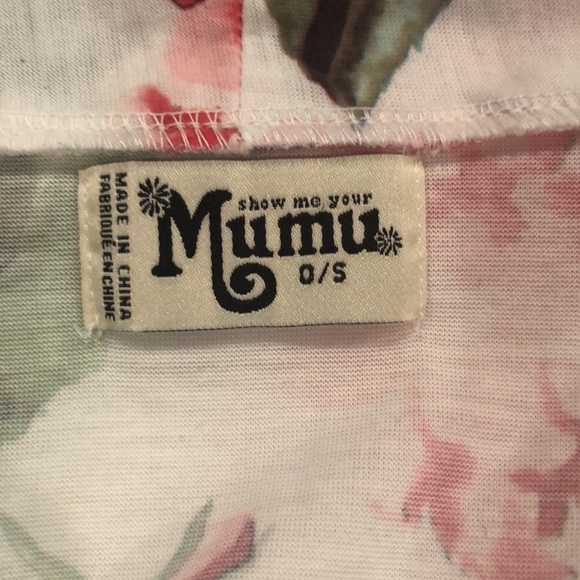 show me your
Mumu
O/S
MADE IN CHINA
FABRIQUÉ EN CHINE